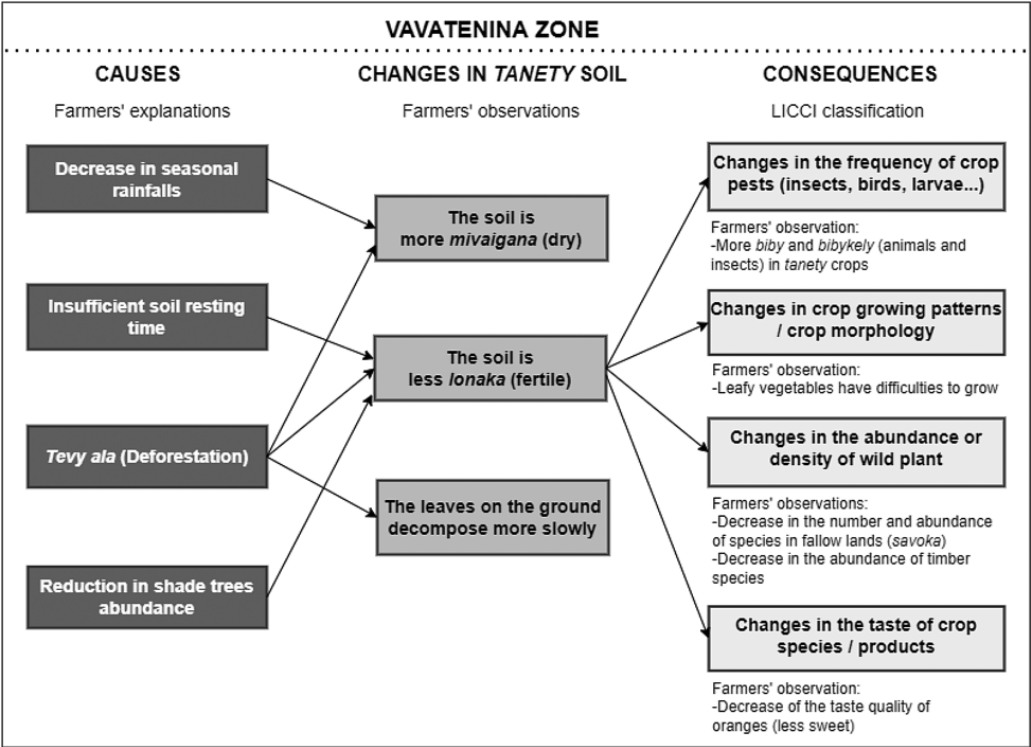 VAVATENINA ZONE
CAUSES
Farmers' explanations
Decrease in seasonal
rainfalls
Insufficient soil resting
time
Tevy ala (Deforestation)
Reduction in shade trees
abundance
CHANGES IN TANETY SOIL
Farmers' observations
The soil is
more mivaigana (dry)
The soil is
less lonaka (fertile)
The leaves on the ground
decompose more slowly
CONSEQUENCES
LICCI classification
Changes in the frequency of crop
pests (insects, birds, larvae...)
Farmers' observation:
-More biby and bibykely (animals and
insects) in tanety crops
Changes in crop growing patterns
/ crop morphology
Farmers' observation:
-Leafy vegetables have difficulties to grow
Changes in the abundance or
density of wild plant
Farmers' observations:
-Decrease in the number and abundance
of species in fallow lands (savoka)
-Decrease in the abundance of timber
species
Changes in the taste of crop
species / products
Farmers' observation:
-Decrease of the taste quality of
oranges (less sweet)